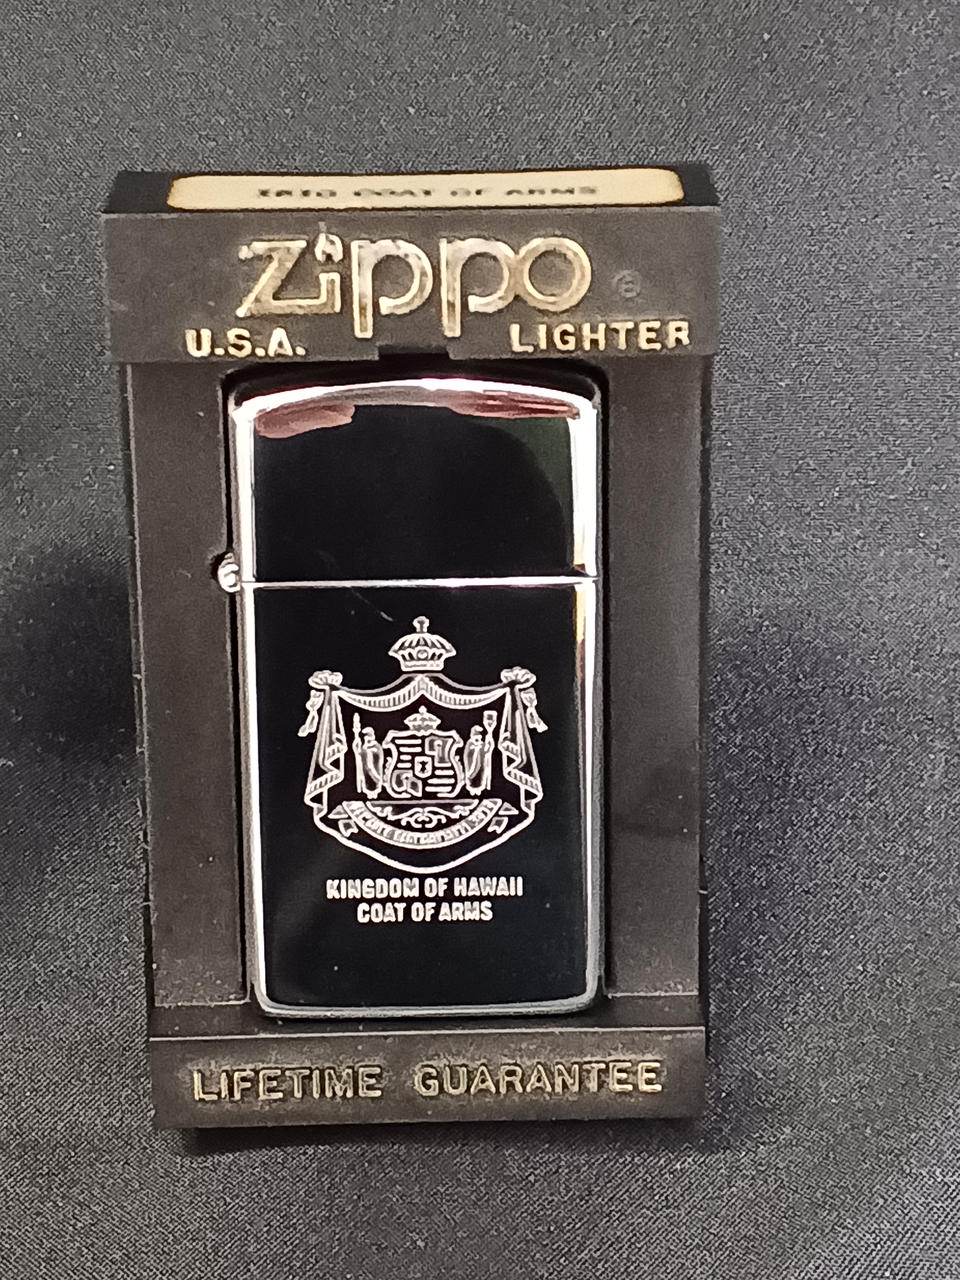 COAT OF ARMS
Zippo ®
U.S.A. LIGHTER
KINGDOM OF HAWAII
COAT OF ARMS
LIFETIME GUARANTEE